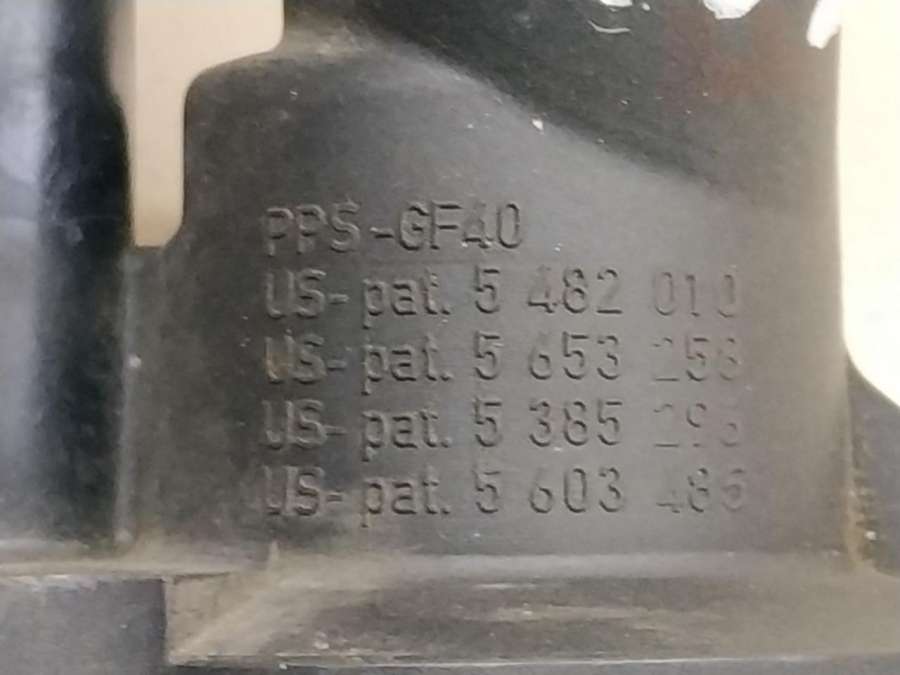 PPS-GF40
US- pat. 5 482 010
US- pat. 5 653 258
US- pat. 5 385
US- pat. 5 603